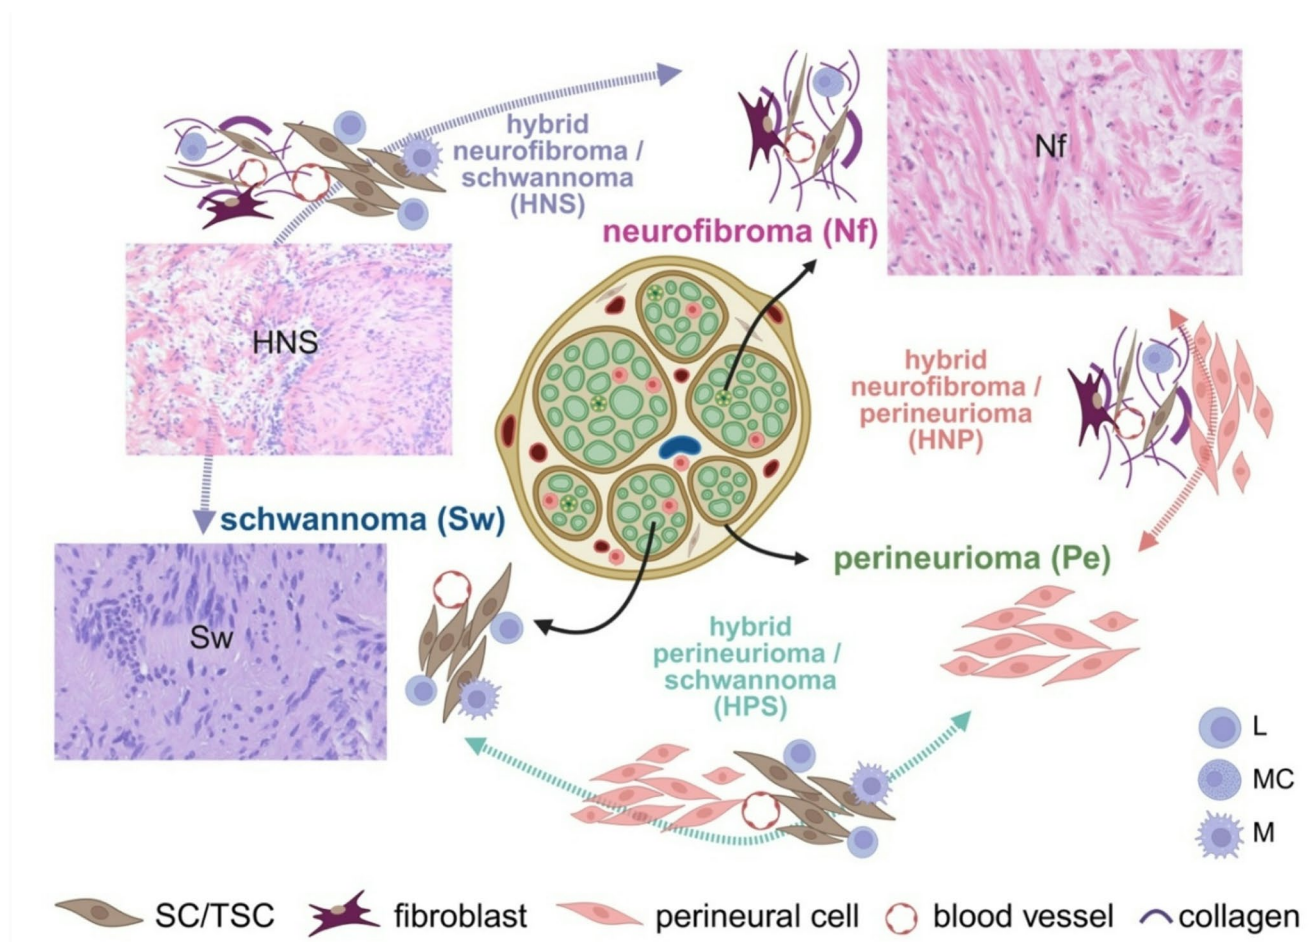 hybrid
neurofibroma /
schwannoma
(HNS)
Nf
neurofibroma (Nf)
HNS
hybrid
neurofibroma /
perineurioma
(HNP)
schwannoma (Sw)
perineurioma (Pe)
Sw
hybrid
perineurioma /
schwannoma
(HPS)
L
MC
M
SC/TSC
fibroblast
perineural cell
blood vessel
collagen